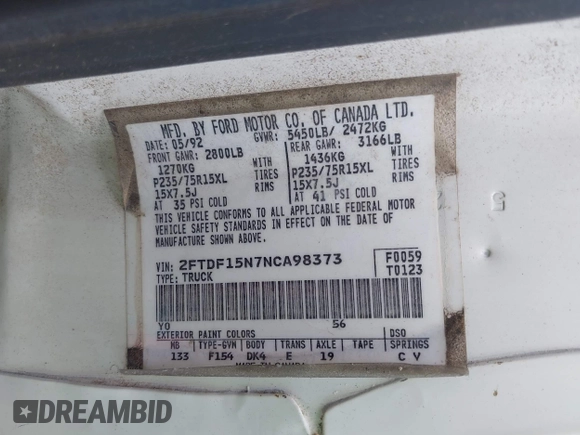 MFD. BY FORD MOTOR CO. OF CANADA LTD.
DATE: 05/92 GVWR: 5450LB/ 2472KG
FRONT GAWR: 2800LB REAR GAWR: 3166LB
1270KG WITH 1436KG WITH
P235/75R15XL TIRES P235/75R15XL TIRES
15X7.5J RIMS 15X7.5J RIMS
AT 35 PSI COLD AT 41 PSI COLD
THIS VEHICLE CONFORMS TO ALL APPLICABLE FEDERAL MOTOR
VEHICLE SAFETY STANDARDS IN EFFECT ON THE DATE OF
MANUFACTURE SHOWN ABOVE.
VIN: 2FTDF15N7NCA98373 F0059
TYPE: TRUCK T0123
YO 56
EXTERIOR PAINT COLORS DSO
WB TYPE-GVW BODY TRANS AXLE TAPE SPRINGS
133 F154 DK4 E 19 C V
MADE IN CANADA
DREAMBID